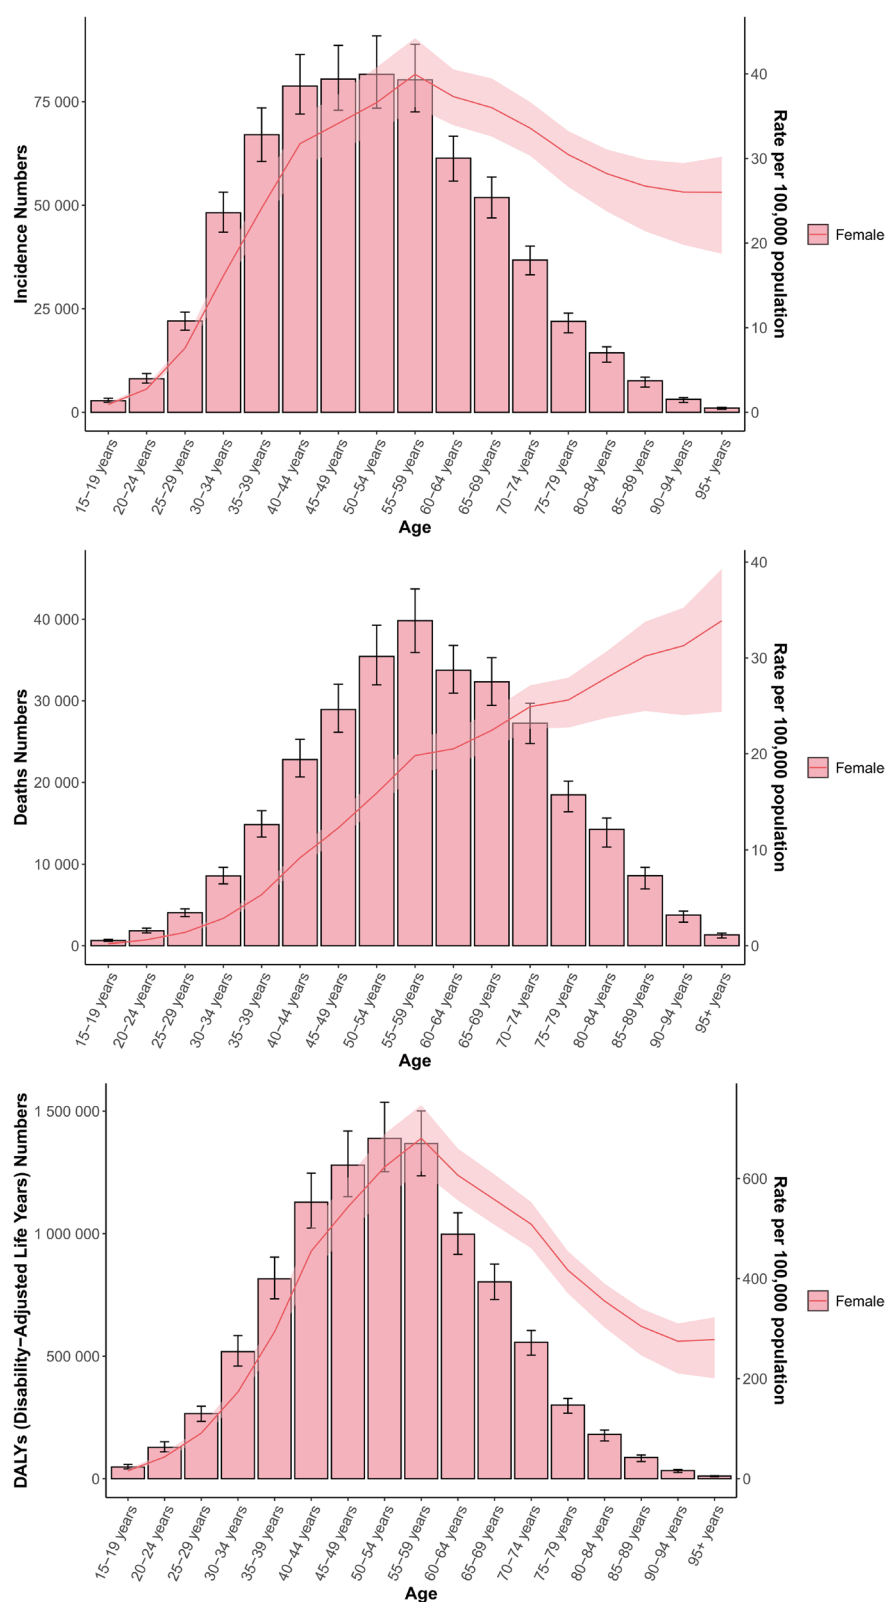 Incidence Numbers
75 000
50 000
25 000
0
40
30
20
10
0
Rate per 100,000 population
Female
15−19 years
20−24 years
25−29 years
30−34 years
35−39 years
40−44 years
45−49 years
50−54 years
55−59 years
60−64 years
65−69 years
70−74 years
75−79 years
80−84 years
85−89 years
90−94 years
95+ years
Age
Deaths Numbers
40 000
30 000
20 000
10 000
0
40
30
20
10
0
Rate per 100,000 population
Female
15−19 years
20−24 years
25−29 years
30−34 years
35−39 years
40−44 years
45−49 years
50−54 years
55−59 years
60−64 years
65−69 years
70−74 years
75−79 years
80−84 years
85−89 years
90−94 years
95+ years
Age
DALYs (Disability−Adjusted Life Years) Numbers
1 500 000
1 000 000
500 000
0
600
400
200
0
Rate per 100,000 population
Female
15−19 years
20−24 years
25−29 years
30−34 years
35−39 years
40−44 years
45−49 years
50−54 years
55−59 years
60−64 years
65−69 years
70−74 years
75−79 years
80−84 years
85−89 years
90−94 years
95+ years
Age